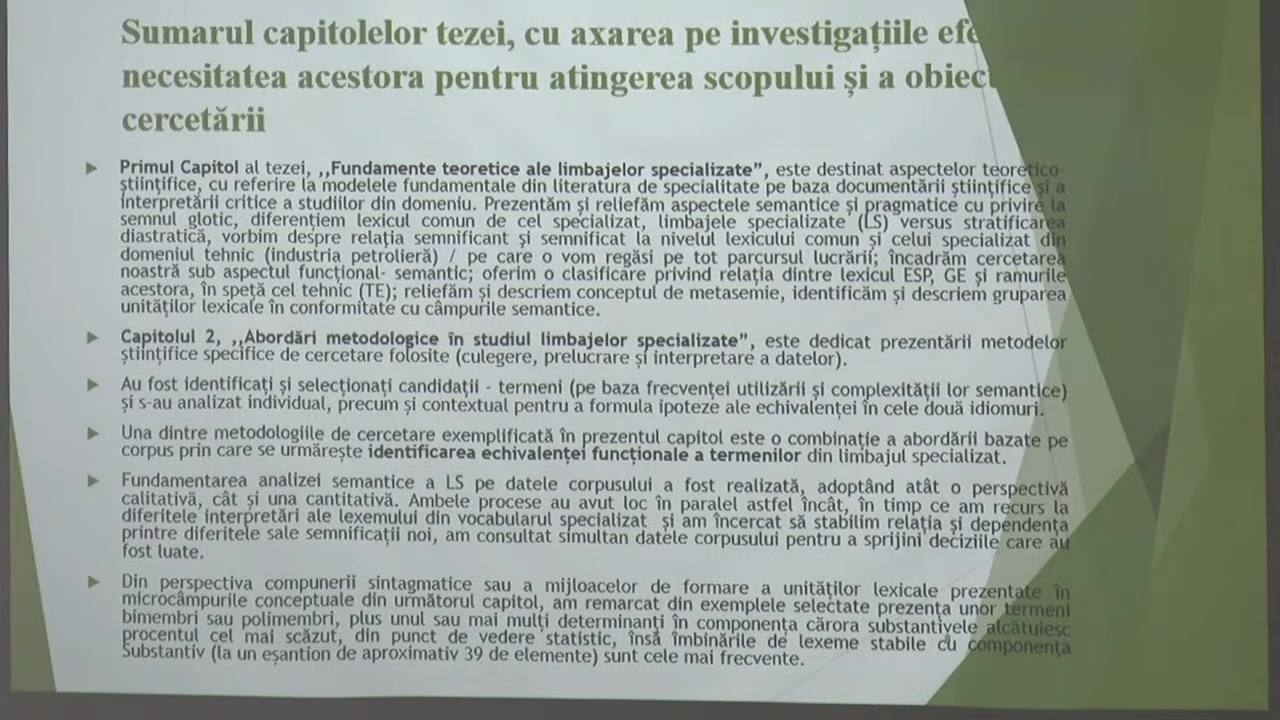 Sumarul capitolelor tezei, cu axarea pe investigațiile efe
necesitatea acestora pentru atingerea scopului și a obiect
cercetării
Primul Capitol al tezei, ,,Fundamente teoretice ale limbajelor specializate”, este destinat aspectelor teoretico-
științifice, cu referire la modelele fundamentale din literatura de specialitate pe baza documentării științifice și a
interpretării critice a studiilor din domeniu. Prezentăm și reliefăm aspectele semantice și pragmatice cu privire la
semnul glotic, diferențiem lexicul comun de cel specializat, limbajele specializate (LS) versus stratificarea
diastratică, vorbim despre relația semnificant și semnificat la nivelul lexicului comun și celui specializat din
domeniul tehnic (industria petrolieră) / pe care o vom regăsi pe tot parcursul lucrării; încadrăm cercetarea
noastră sub aspectul funcțional- semantic; oferim o clasificare privind relația dintre lexicul ESP, GE și ramurile
acestora, în speță cel tehnic (TE); reliefăm și descriem conceptul de metasemie, identificăm și descriem gruparea
unităților lexicale în conformitate cu câmpurile semantice.
Capitolul 2, ,,Abordări metodologice în studiul limbajelor specializate”, este dedicat prezentării metodelor
științifice specifice de cercetare folosite (culegere, prelucrare și interpretare a datelor).
Au fost identificați și selecționați candidații - termeni (pe baza frecvenței utilizării și complexității lor semantice)
și s-au analizat individual, precum și contextual pentru a formula ipoteze ale echivalenței în cele două idiomuri.
Una dintre metodologiile de cercetare exemplificată în prezentul capitol este o combinație a abordării bazate pe
corpus prin care se urmărește identificarea echivalenței funcționale a termenilor din limbajul specializat.
Fundamentarea analizei semantice a LS pe datele corpusului a fost realizată, adoptând atât o perspectivă
calitativă, cât și una cantitativă. Ambele procese au avut loc în paralel astfel încât, în timp ce am recurs la
diferitele interpretări ale lexemului din vocabularul specializat și am încercat să stabilim relația și dependența
printre diferitele sale semnificații noi, am consultat simultan datele corpusului pentru a sprijini deciziile care au
fost luate.
Din perspectiva compunerii sintagmatice sau a mijloacelor de formare a unităților lexicale prezentate în
microcâmpurile conceptuale din următorul capitol, am remarcat din exemplele selectate prezența unor termeni
bimembri sau polimembri, plus unul sau mai mulți determinanți în componența cărora substantivele alcătuiesc
procentul cel mai scăzut, din punct de vedere statistic, însă îmbinările de lexeme stabile cu componența
Substantiv (la un eșantion de aproximativ 39 de elemente) sunt cele mai frecvente.